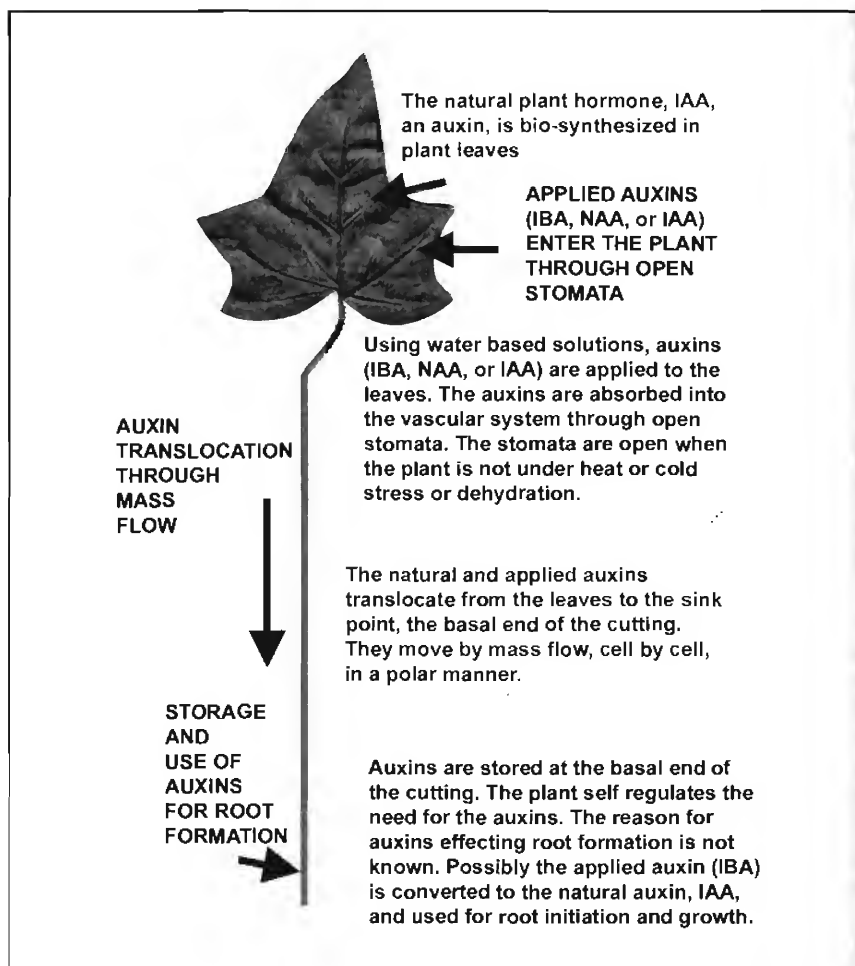 The natural plant hormone, IAA,
an auxin, is bio-synthesized in
plant leaves
APPLIED AUXINS
(IBA, NAA, or IAA)
ENTER THE PLANT
THROUGH OPEN
STOMATA
Using water based solutions, auxins
(IBA, NAA, or IAA) are applied to the
leaves. The auxins are absorbed into
the vascular system through open
stomata. The stomata are open when
the plant is not under heat or cold
stress or dehydration.
AUXIN
TRANSLOCATION
THROUGH
MASS
FLOW
The natural and applied auxins
translocate from the leaves to the sink
point, the basal end of the cutting.
They move by mass flow, cell by cell,
in a polar manner.
STORAGE
AND
USE OF
AUXINS
FOR ROOT
FORMATION
Auxins are stored at the basal end of
the cutting. The plant self regulates the
need for the auxins. The reason for
auxins effecting root formation is not
known. Possibly the applied auxin (IBA)
is converted to the natural auxin, IAA,
and used for root initiation and growth.